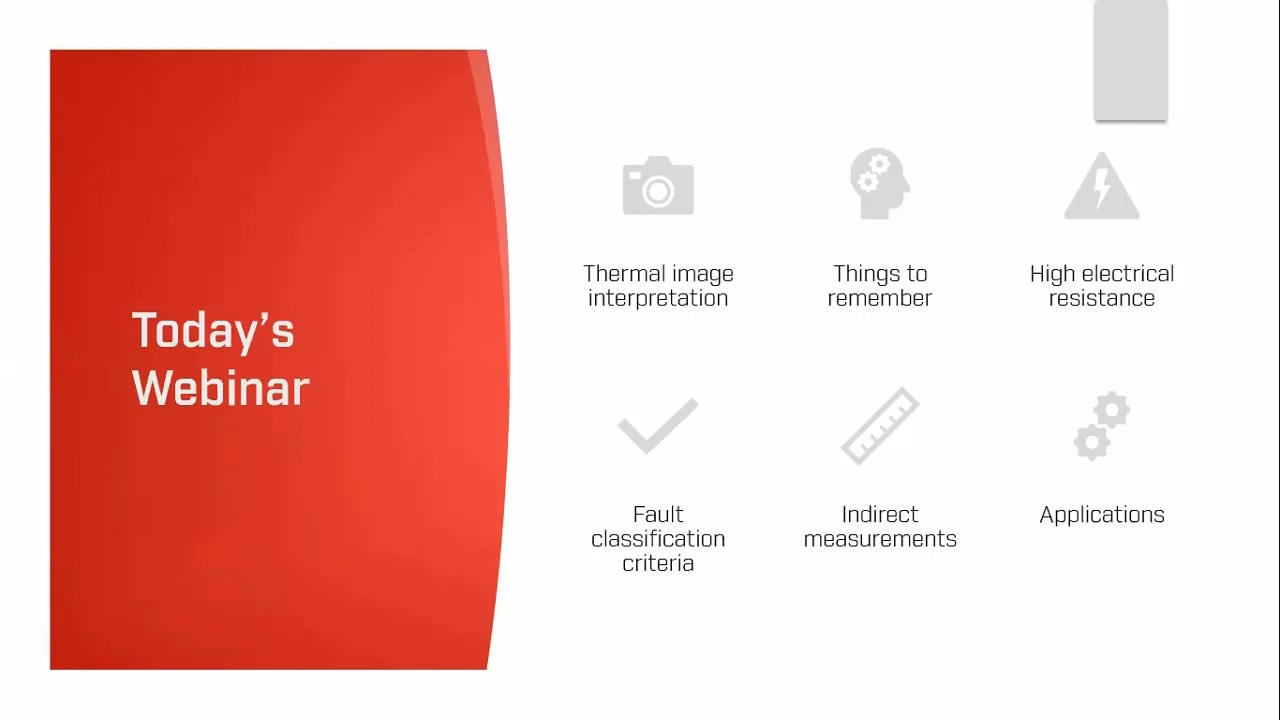 Today's
Webinar
Thermal image
interpretation
Things to
remember
High electrical
resistance
Fault
classification
criteria
Indirect
measurements
Applications